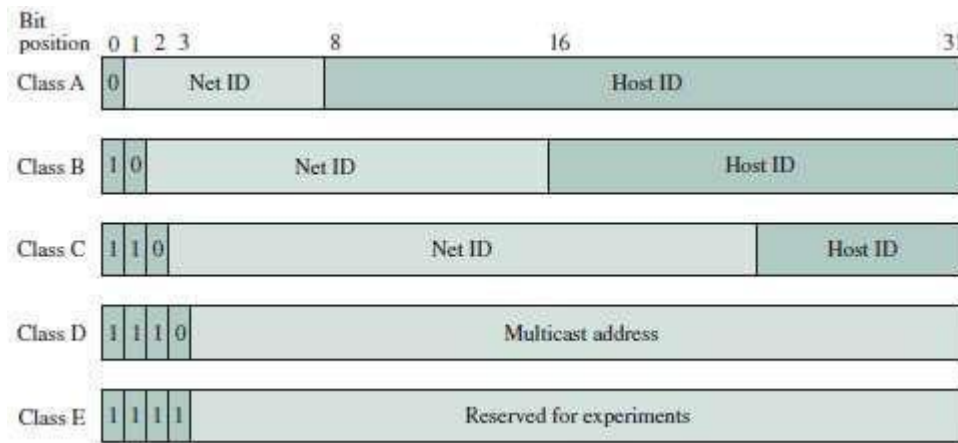 Bit
position 0 1 2 3 8 16 31
Class A 0 Net ID Host ID
Class B 1 0 Net ID Host ID
Class C 1 1 0 Net ID Host ID
Class D 1 1 1 0 Multicast address
Class E 1 1 1 1 Reserved for experiments